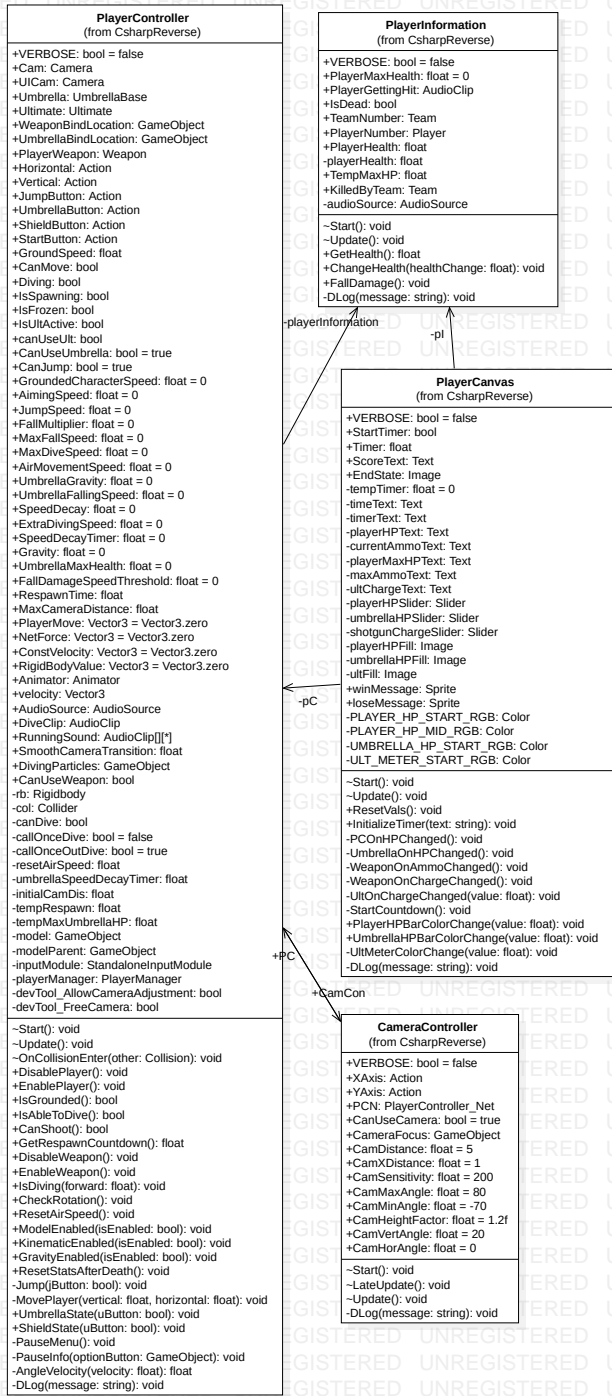 PlayerController
(from CsharpReverse)
+VERBOSE: bool = false
+Cam: Camera
+UICam: Camera
+Umbrella: UmbrellaBase
+Ultimate: Ultimate
+WeaponBindLocation: GameObject
+UmbrellaBindLocation: GameObject
+PlayerWeapon: Weapon
+Horizontal: Action
+Vertical: Action
+JumpButton: Action
+UmbrellaButton: Action
+ShieldButton: Action
+StartButton: Action
+GroundSpeed: float
+CanMove: bool
+Diving: bool
+IsSpawning: bool
+IsFrozen: bool
+IsUltActive: bool
+canUseUlt: bool
+CanUseUmbrella: bool = true
+CanJump: bool = true
+GroundedCharacterSpeed: float = 0
+AimingSpeed: float = 0
+JumpSpeed: float = 0
+FallMultiplier: float = 0
+MaxFallSpeed: float = 0
+MaxDiveSpeed: float = 0
+AirMovementSpeed: float = 0
+UmbrellaGravity: float = 0
+UmbrellaFallingSpeed: float = 0
+SpeedDecay: float = 0
+ExtraDivingSpeed: float = 0
+SpeedDecayTimer: float = 0
+Gravity: float = 0
+UmbrellaMaxHealth: float = 0
+FallDamageSpeedThreshold: float = 0
+RespawnTime: float
+MaxCameraDistance: float
+PlayerMove: Vector3 = Vector3.zero
+NetForce: Vector3 = Vector3.zero
+ConstVelocity: Vector3 = Vector3.zero
+RigidBodyValue: Vector3 = Vector3.zero
+Animator: Animator
+velocity: Vector3
+AudioSource: AudioSource
+DiveClip: AudioClip
+RunningSound: AudioClip[][*]
+SmoothCameraTransition: float
+DivingParticles: GameObject
+CanUseWeapon: bool
-rb: Rigidbody
-col: Collider
-canDive: bool
-callOnceDive: bool = false
-callOnceOutDive: bool = true
-resetAirSpeed: float
-umbrellaSpeedDecayTimer: float
-initialCamDis: float
-tempRespawn: float
-tempMaxUmbrellaHP: float
-model: GameObject
-modelParent: GameObject
-inputModule: StandaloneInputModule
-playerManager: PlayerManager
-devTool_AllowCameraAdjustment: bool
-devTool_FreeCamera: bool
~Start(): void
~Update(): void
~OnCollisionEnter(other: Collision): void
+DisablePlayer(): void
+EnablePlayer(): void
+IsGrounded(): bool
+IsAbleToDive(): bool
+CanShoot(): bool
+GetRespawnCountdown(): float
+DisableWeapon(): void
+EnableWeapon(): void
+IsDiving(forward: float): void
+CheckRotation(): void
+ResetAirSpeed(): void
+ModelEnabled(isEnabled: bool): void
+KinematicEnabled(isEnabled: bool): void
+GravityEnabled(isEnabled: bool): void
+ResetStatsAfterDeath(): void
-Jump(jButton: bool): void
-MovePlayer(vertical: float, horizontal: float): void
+UmbrellaState(uButton: bool): void
+ShieldState(uButton: bool): void
-PauseMenu(): void
-PauseInfo(optionButton: GameObject): void
-AngleVelocity(velocity: float): float
-DLog(message: string): void
PlayerInformation
(from CsharpReverse)
+VERBOSE: bool = false
+PlayerMaxHealth: float = 0
+PlayerGettingHit: AudioClip
+IsDead: bool
+TeamNumber: Team
+PlayerNumber: Player
+PlayerHealth: float
-playerHealth: float
+TempMaxHP: float
+KilledByTeam: Team
-audioSource: AudioSource
~Start(): void
~Update(): void
+GetHealth(): float
+ChangeHealth(healthChange: float): void
+FallDamage(): void
-DLog(message: string): void
-playerInformation
-pI
PlayerCanvas
(from CsharpReverse)
+VERBOSE: bool = false
+StartTimer: bool
+Timer: float
+ScoreText: Text
+EndState: Image
-tempTimer: float = 0
-timeText: Text
-timerText: Text
-playerHPText: Text
-currentAmmoText: Text
-playerMaxHPText: Text
-maxAmmoText: Text
-ultChargeText: Text
-playerHPSlider: Slider
-umbrellaHPSlider: Slider
-shotgunChargeSlider: Slider
-playerHPFill: Image
-umbrellaHPFill: Image
-ultFill: Image
+winMessage: Sprite
+loseMessage: Sprite
-PLAYER_HP_START_RGB: Color
-PLAYER_HP_MID_RGB: Color
-UMBRELLA_HP_START_RGB: Color
-ULT_METER_START_RGB: Color
~Start(): void
~Update(): void
+ResetVals(): void
+InitializeTimer(text: string): void
-PCOnHPChanged(): void
-UmbrellaOnHPChanged(): void
-WeaponOnAmmoChanged(): void
-WeaponOnChargeChanged(): void
-UltOnChargeChanged(value: float): void
-StartCountdown(): void
+PlayerHPBarColorChange(value: float): void
+UmbrellaHPBarColorChange(value: float): void
-UltMeterColorChange(value: float): void
-DLog(message: string): void
-pC
+PC
+CamCon
CameraController
(from CsharpReverse)
+VERBOSE: bool = false
+XAxis: Action
+YAxis: Action
+PCN: PlayerController_Net
+CanUseCamera: bool = true
+CameraFocus: GameObject
+CamDistance: float = 5
+CamXDistance: float = 1
+CamSensitivity: float = 200
+CamMaxAngle: float = 80
+CamMinAngle: float = -70
+CamHeightFactor: float = 1.2f
+CamVertAngle: float = 20
+CamHorAngle: float = 0
~Start(): void
~LateUpdate(): void
~Update(): void
-DLog(message: string): void